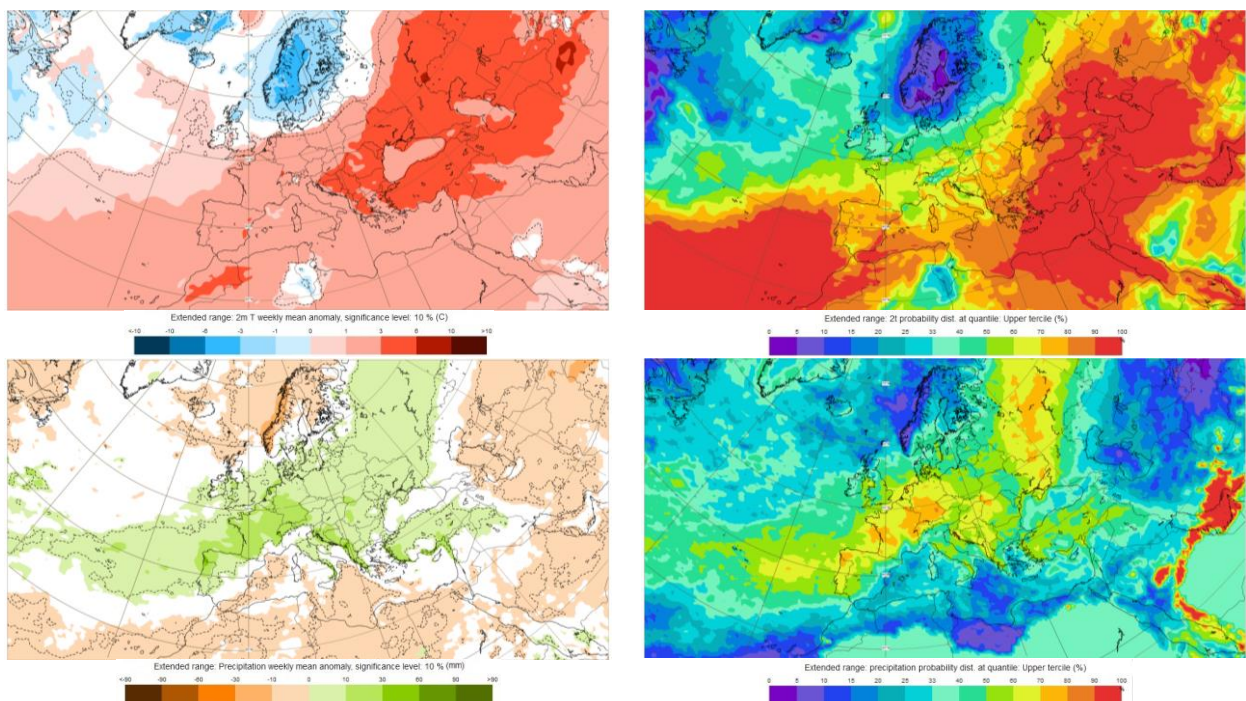 Extended range: 2m T weekly mean anomaly, significance level: 10 % (C)
<-10 -10 -6 -3 -1 0 1 3 6 10 >10
Extended range: 2t probability dist. at quantile: Upper tercile (%)
0 5 10 15 20 25 33 40 50 60 70 80 90 100
%
Extended range: Precipitation weekly mean anomaly, significance level: 10 % (mm)
<-90 -90 -60 -30 -10 0 10 30 60 90 >90
Extended range: precipitation probability dist. at quantile: Upper tercile (%)
0 5 10 15 20 25 33 40 50 60 70 80 90 100
%